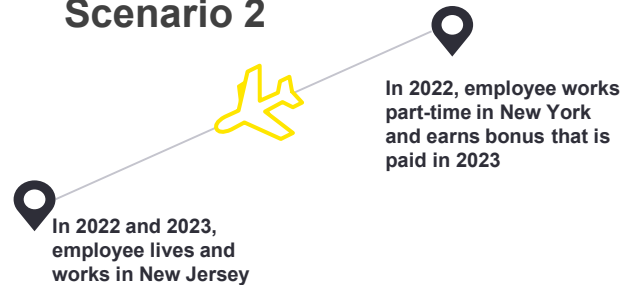 Scenario 2
In 2022, employee works
part-time in New York
and earns bonus that is
paid in 2023
In 2022 and 2023,
employee lives and
works in New Jersey